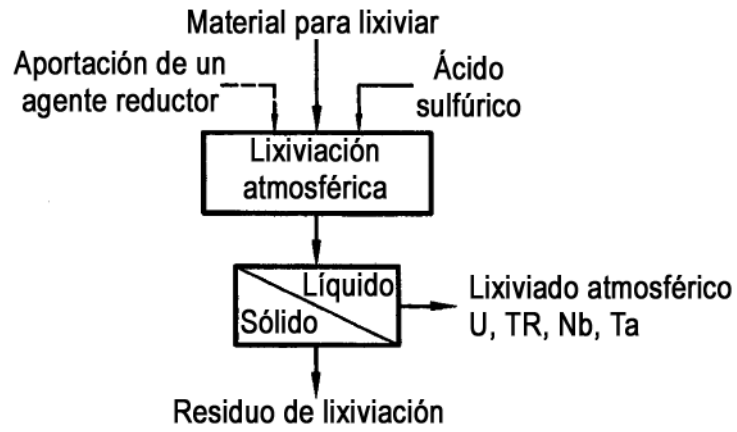 Material para lixiviar
Aportación de un
agente reductor
Ácido
sulfúrico
Lixiviación
atmosférica
Líquido
Sólido
Lixiviado atmosférico
U, TR, Nb, Ta
Residuo de lixiviación